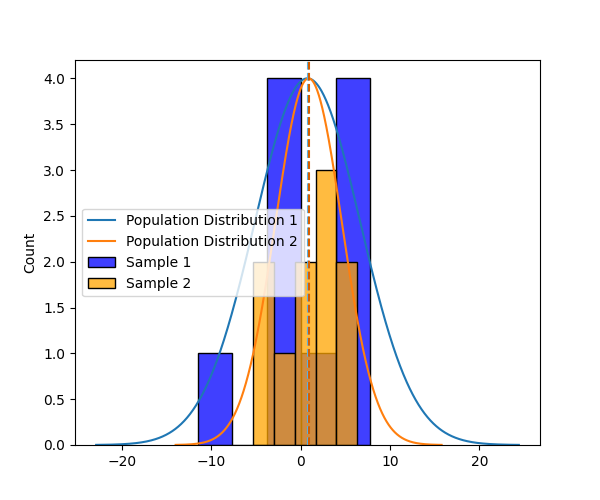 4.0
3.5
3.0
2.5
2.0
1.5
1.0
0.5
0.0
Count
Population Distribution 1
Population Distribution 2
Sample 1
Sample 2
−20 −10 0 10 20